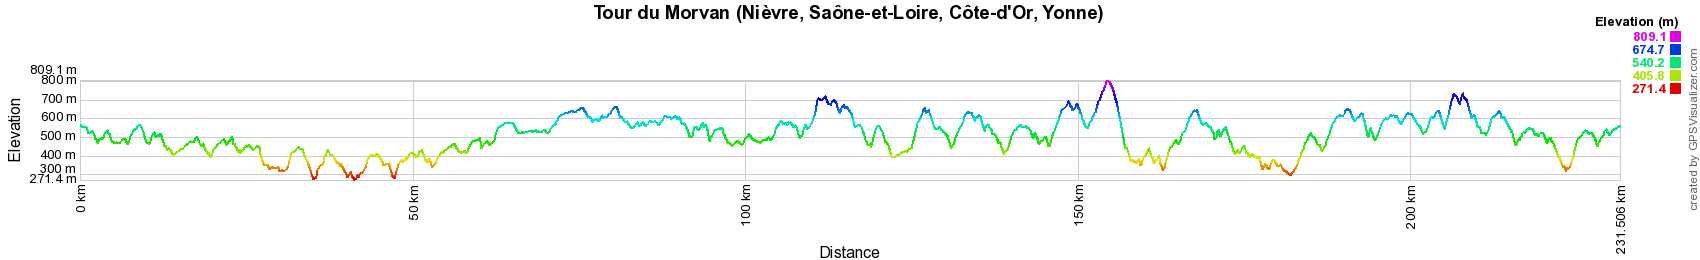 Tour du Morvan (Nièvre, Saône-et-Loire, Côte-d'Or, Yonne)
Elevation (m)
809.1
674.7
540.2
405.8
271.4
809.1 m
800 m
700 m
600 m
500 m
400 m
300 m
271.4 m
Elevation
0 km
50 km
100 km
150 km
200 km
231.506 km
Distance
created by GPSVisualizer.com